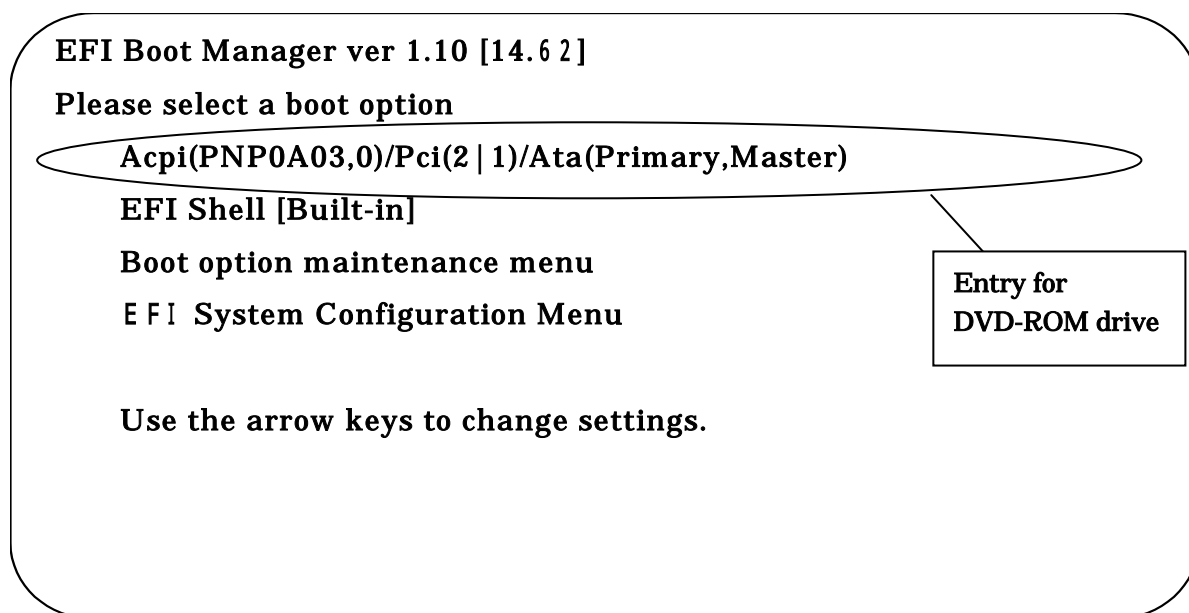 EFI Boot Manager ver 1.10 [14.62]
Please select a boot option
Acpi(PNP0A03,0)/Pci(2|1)/Ata(Primary,Master)
EFI Shell [Built-in]
Boot option maintenance menu
EFI System Configuration Menu
Entry for
DVD-ROM drive
Use the arrow keys to change settings.